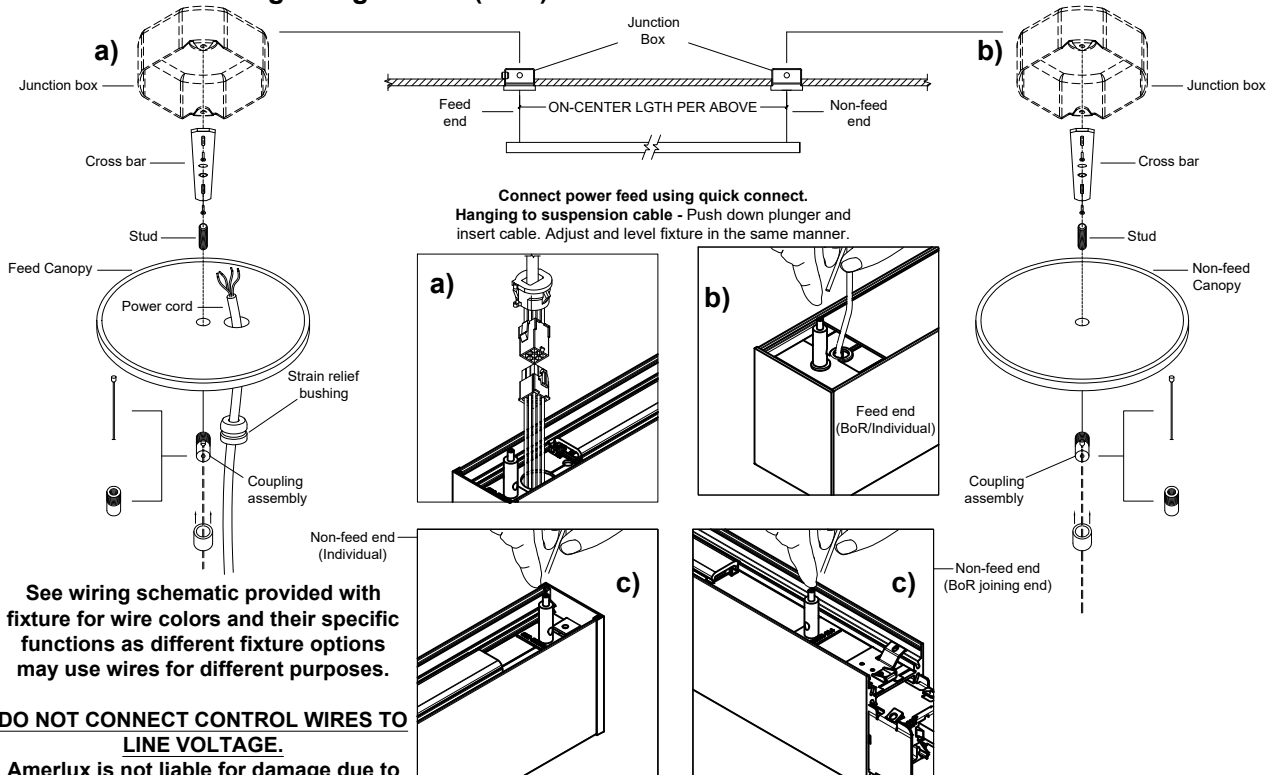 a)
Junction box
Cross bar
Stud
Feed Canopy
Power cord
Strain relief
bushing
Coupling
assembly
Junction
Box
Feed
end
ON-CENTER LGTH PER ABOVE
Non-feed
end
b)
Junction box
Cross bar
Stud
Non-feed
Canopy
Coupling
assembly
Connect power feed using quick connect.
Hanging to suspension cable - Push down plunger and
insert cable. Adjust and level fixture in the same manner.
a)
b)
Feed end
(BoR/Individual)
Non-feed end
(Individual)
c)
c)
Non-feed end
(BoR joining end)
See wiring schematic provided with
fixture for wire colors and their specific
functions as different fixture options
may use wires for different purposes.
DO NOT CONNECT CONTROL WIRES TO
LINE VOLTAGE.
Amerlux is not liable for damage due to